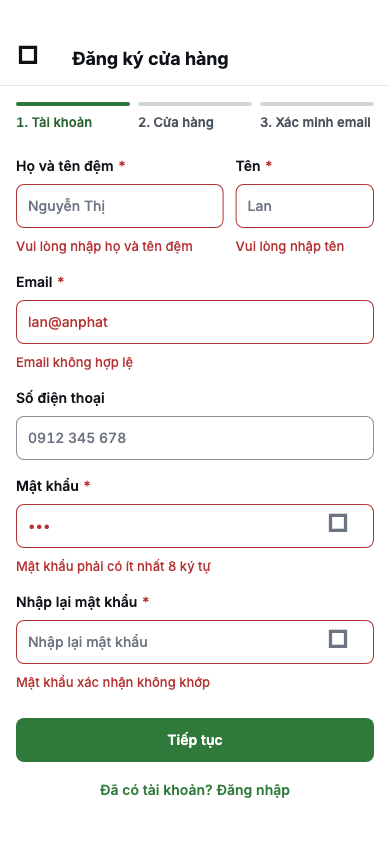 Đăng ký cửa hàng
1. Tài khoản 2. Cửa hàng 3. Xác minh email
Họ và tên đệm * Tên *
Nguyễn Thị Lan
Vui lòng nhập họ và tên đệm Vui lòng nhập tên
Email *
lan@anphat
Email không hợp lệ
Số điện thoại
0912 345 678
Mật khẩu *
•••
Mật khẩu phải có ít nhất 8 ký tự
Nhập lại mật khẩu *
Nhập lại mật khẩu
Mật khẩu xác nhận không khớp
Tiếp tục
Đã có tài khoản? Đăng nhập